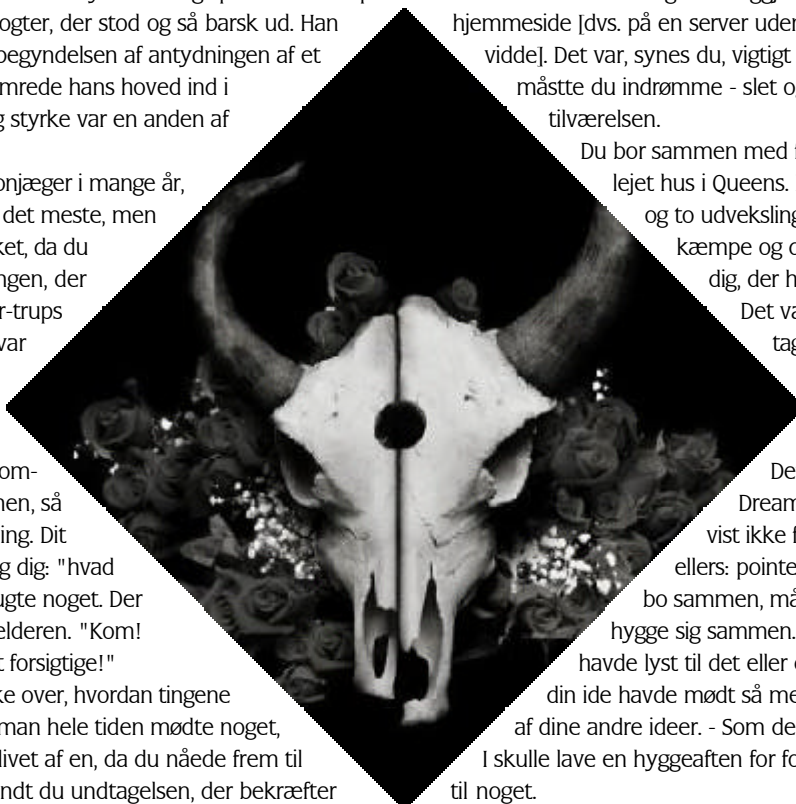 ogter, der stod og så barsk ud. Han
begyndelsen af antydningen af et
mrede hans hoved ind i
g styrke var en anden af
onjæger i mange år,
det meste, men
ket, da du
ngen, der
r-trups
var
om-
nen, så
ing. Dit
g dig: "hvad
ugte noget. Der
elderen. "Kom!
t forsigtige!"
ke over, hvordan tingene
man hele tiden mødte noget,
livet af en, da du nåede frem til
ndt du undtagelsen, der bekræfter
hjemmeside [dvs. på en server uden
vidde]. Det var, synes du, vigtigt
måstte du indrømme - slet o
tilværelsen.
Du bor sammen med
lejet hus i Queens.
og to udveksling
kæmpe og
dig, der h
Det va
tag
De
Dream
vist ikke f
ellers: pointe
bo sammen, må
hygge sig sammen.
havde lyst til det eller
din ide havde mødt så me
af dine andre ideer. - Som de
I skulle lave en hyggeaften for fo
til noget.